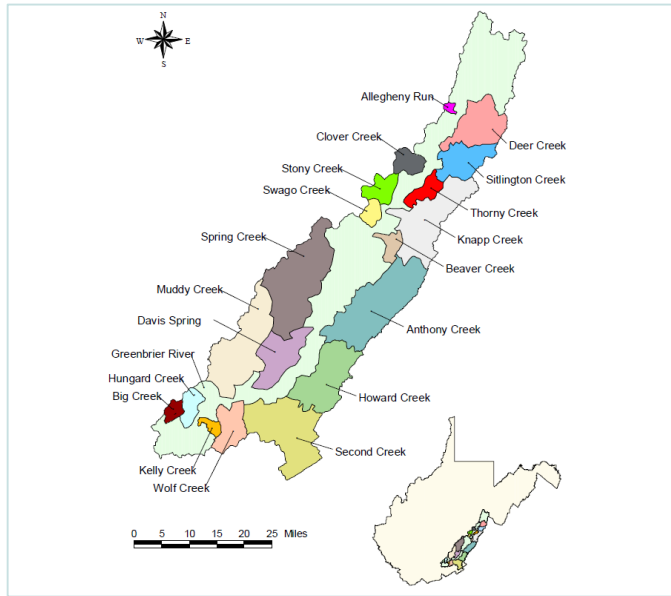 N
W E
S
Allegheny Run
Clover Creek
Deer Creek
Stony Creek
Sitlington Creek
Swago Creek
Thorny Creek
Spring Creek
Knapp Creek
Beaver Creek
Muddy Creek
Davis Spring
Anthony Creek
Greenbrier River
Hungard Creek
Big Creek
Howard Creek
Second Creek
Kelly Creek
Wolf Creek
0 5 10 15 20 25 Miles